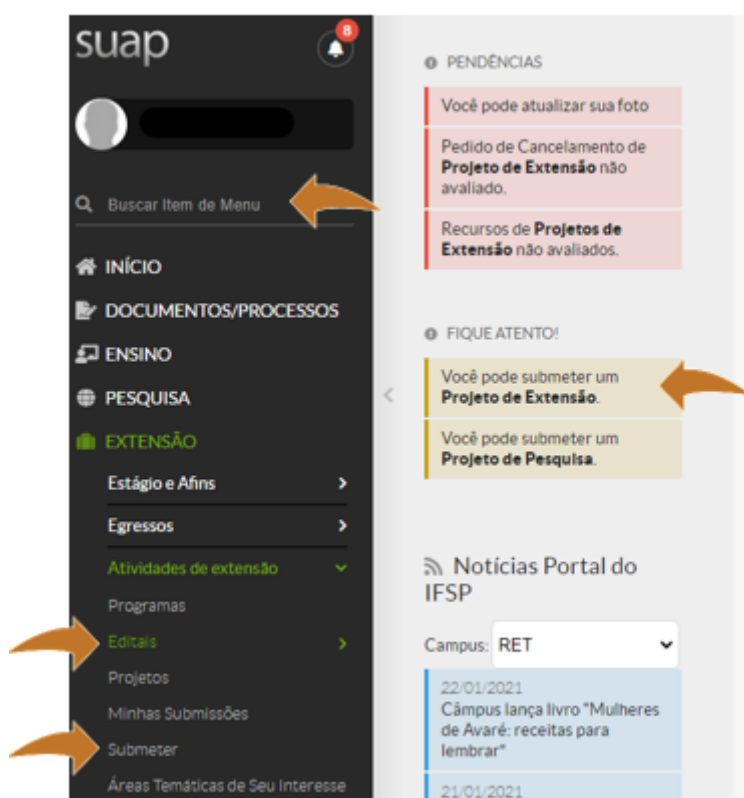 suap
8
Buscar Item de Menu
INÍCIO
DOCUMENTOS/PROCESSOS
ENSINO
PESQUISA
EXTENSÃO
Estágio e Afins
Egressos
Atividades de extensão
Programas
Editais
Projetos
Minhas Submissões
Submeter
Áreas Temáticas de Seu Interesse
PENDÊNCIAS
Você pode atualizar sua foto
Pedido de Cancelamento de
Projeto de Extensão não
avaliado.
Recursos de Projetos de
Extensão não avaliados.
FIQUE ATENTO!
Você pode submeter um
Projeto de Extensão.
Você pode submeter um
Projeto de Pesquisa.
Notícias Portal do
IFSP
Campus: RET
22/01/2021
Câmpus lança livro "Mulheres
de Avaré: receitas para
lembrar"
21/01/2021